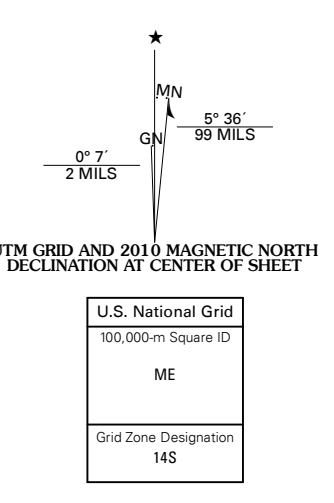 ★
MN
GN
5° 36´
99 MILS
0° 7´
2 MILS
UTM GRID AND 2010 MAGNETIC NORTH
DECLINATION AT CENTER OF SHEET
U.S. National Grid
100,000-m Square ID
ME
Grid Zone Designation
14S